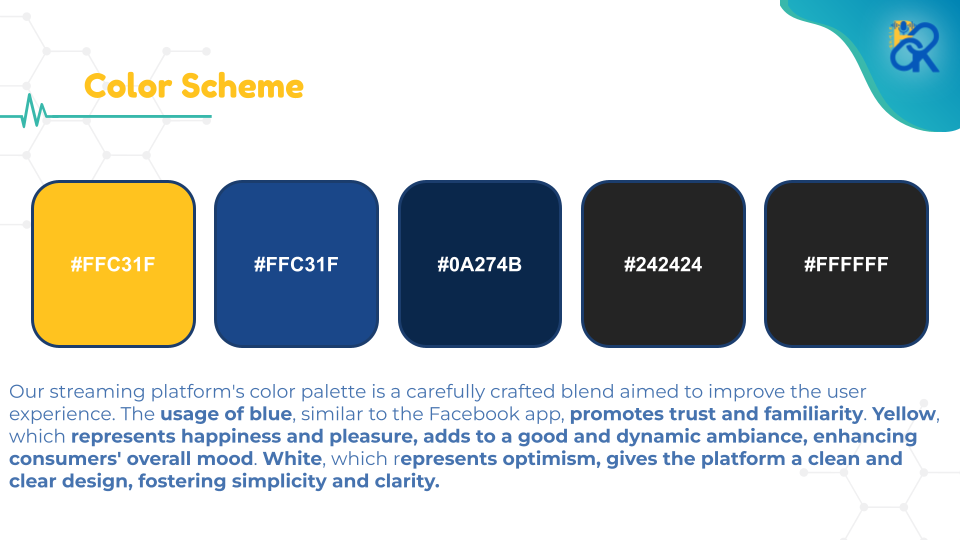 Color Scheme
#FFC31F
#FFC31F
#0A274B
#242424
#FFFFFF
Our streaming platform's color palette is a carefully crafted blend aimed to improve the user
experience. The usage of blue, similar to the Facebook app, promotes trust and familiarity. Yellow,
which represents happiness and pleasure, adds to a good and dynamic ambiance, enhancing
consumers' overall mood. White, which represents optimism, gives the platform a clean and
clear design, fostering simplicity and clarity.